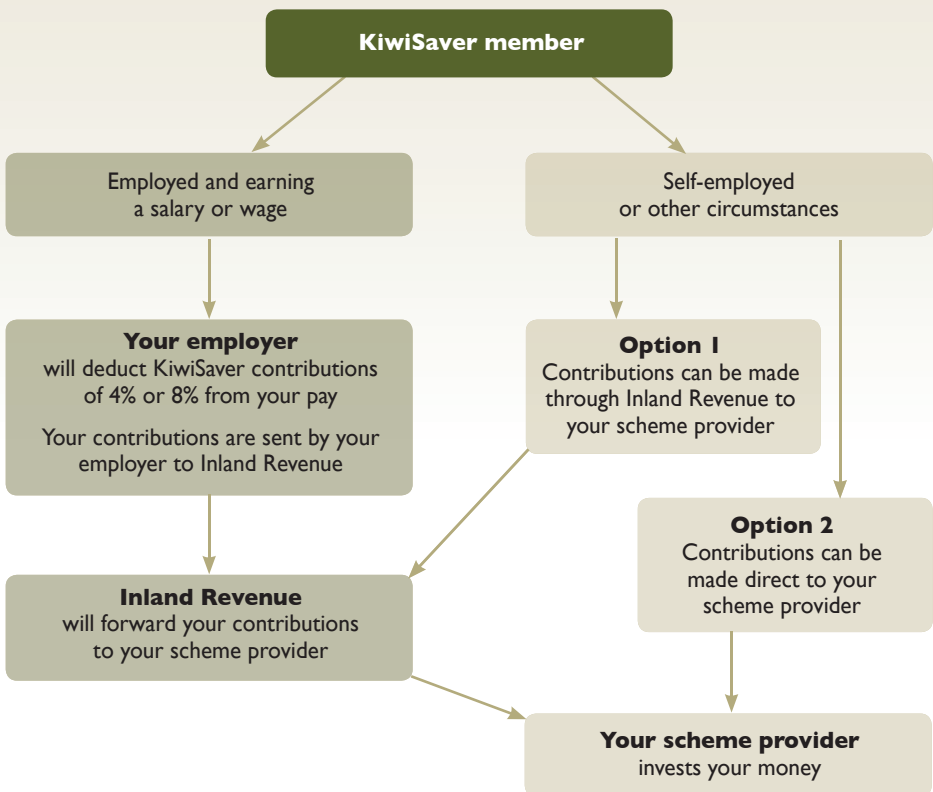 KiwiSaver member
Employed and earning
a salary or wage
Self-employed
or other circumstances
Your employer
will deduct KiwiSaver contributions
of 4% or 8% from your pay
Your contributions are sent by your
employer to Inland Revenue
Option 1
Contributions can be made
through Inland Revenue to
your scheme provider
Option 2
Contributions can be
made direct to your
scheme provider
Inland Revenue
will forward your contributions
to your scheme provider
Your scheme provider
invests your money